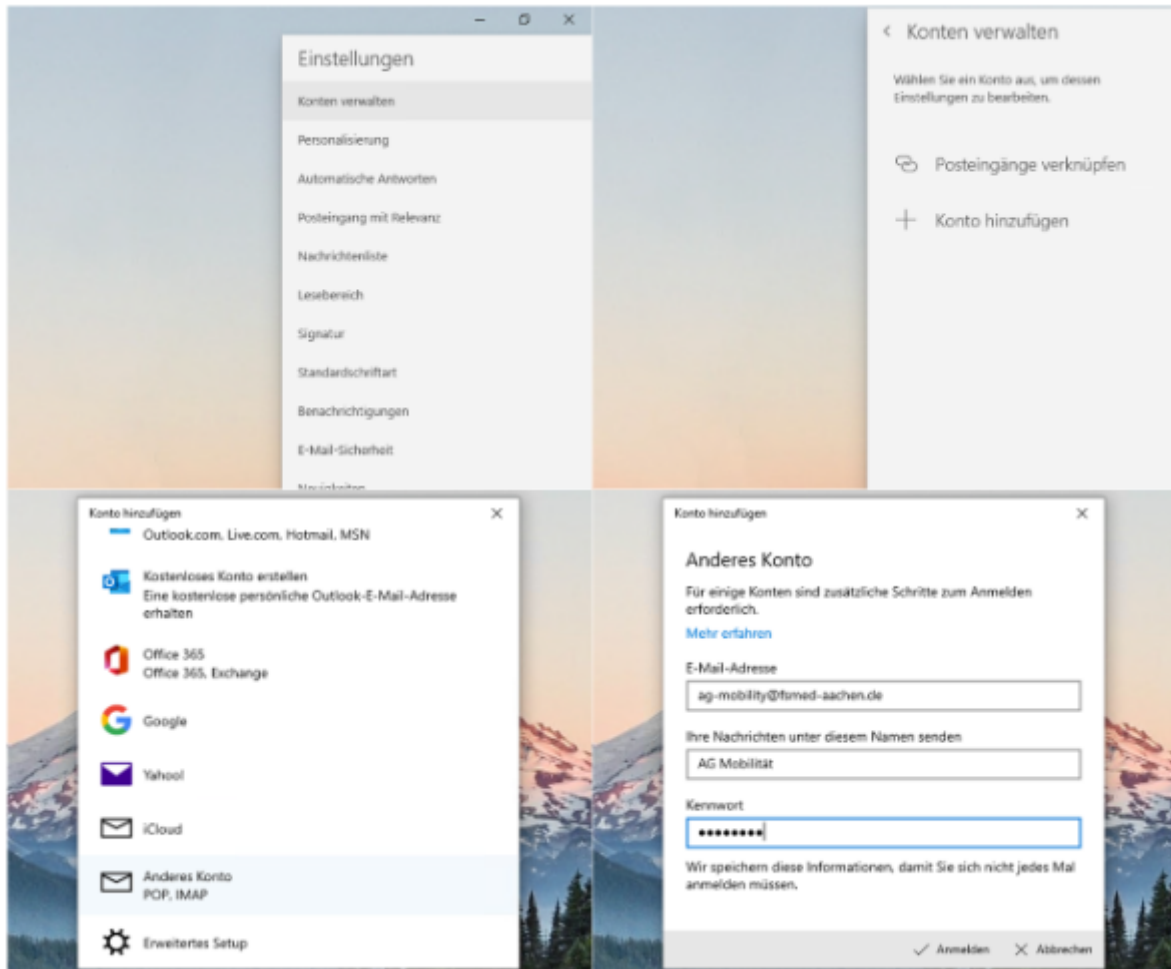 Einstellungen
Konten verwalten
Personalisierung
Automatische Antworten
Posteingang mit Relevanz
Nachrichtenliste
Lesebereich
Signatur
Standardschriftart
Benachrichtigungen
E-Mail-Sicherheit
Neuigkeiten
Konten verwalten
Wählen Sie ein Konto aus, um dessen
Einstellungen zu bearbeiten.
Posteingänge verknüpfen
Konto hinzufügen
Konto hinzufügen
Outlook.com, Live.com, Hotmail, MSN
Kostenloses Konto erstellen
Eine kostenlose persönliche Outlook-E-Mail-Adresse
erhalten
Office 365
Office 365, Exchange
Google
Yahoo!
iCloud
Anderes Konto
POP, IMAP
Erweitertes Setup
Konto hinzufügen
Anderes Konto
Für einige Konten sind zusätzliche Schritte zum Anmelden
erforderlich.
Mehr erfahren
E-Mail-Adresse
ag-mobility@fsmed-aachen.de
Ihre Nachrichten unter diesem Namen senden
AG Mobilität
Kennwort
••••••••
Wir speichern diese Informationen, damit Sie sich nicht jedes Mal
anmelden müssen.
Anmelden Abbrechen